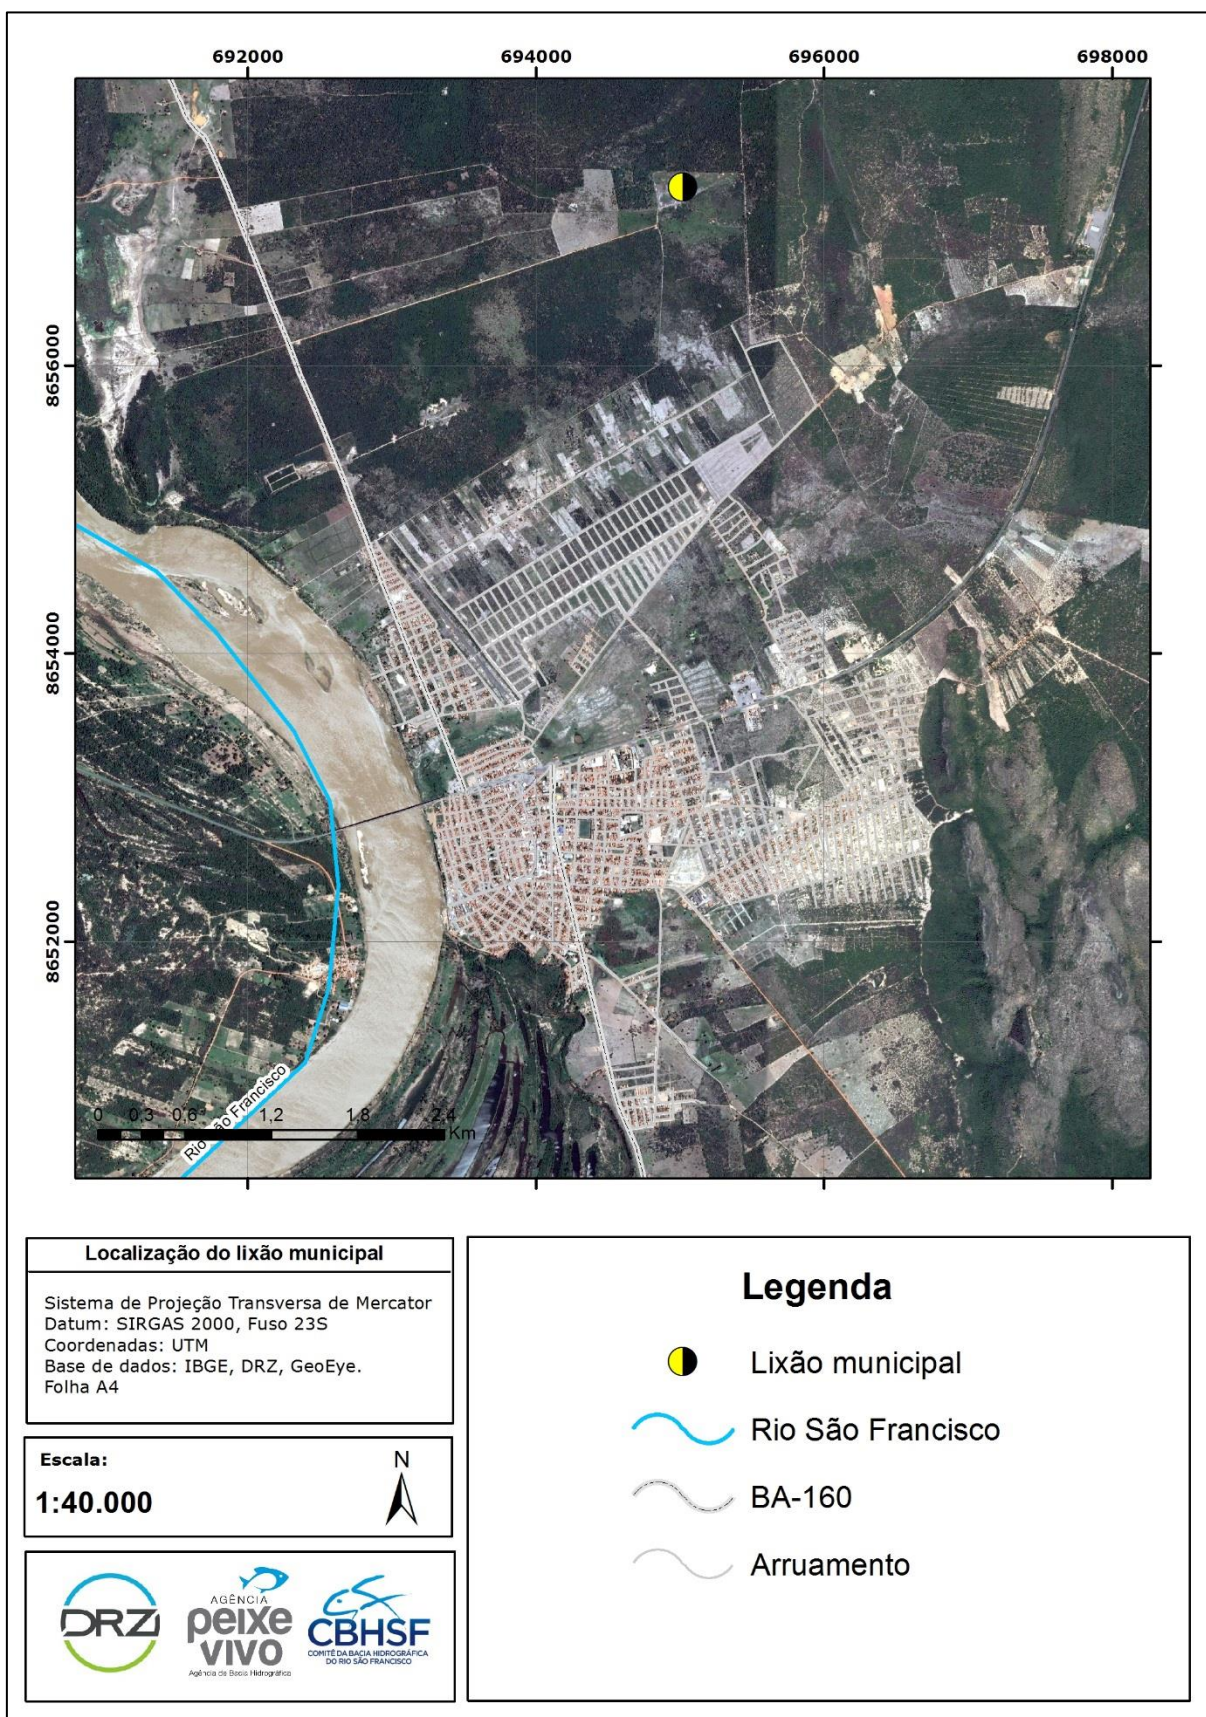 692000 694000 696000 698000
8656000
8654000
8652000
Rio São Francisco
0 0,3 0,6 1,2 1,8 2,4
Km
Localização do lixão municipal
Sistema de Projeção Transversa de Mercator
Datum: SIRGAS 2000, Fuso 23S
Coordenadas: UTM
Base de dados: IBGE, DRZ, GeoEye.
Folha A4
Escala:
1:40.000
N
DRZ
AGÊNCIA
peixe
vivo
Agência de Bacia Hidrográfica
CBHSF
COMITÊ DA BACIA HIDROGRÁFICA
DO RIO SÃO FRANCISCO
Legenda
Lixão municipal
Rio São Francisco
BA-160
Arruamento